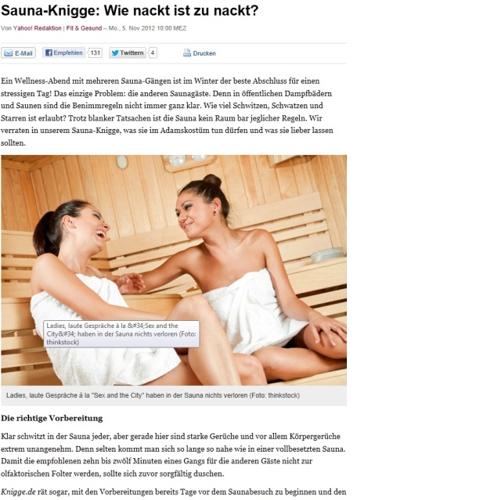 Sauna-Knigge: Wie nackt ist zu nackt?
Von Yahoo! Redaktion | Fit & Gesund – Mo., 5. Nov 2012 10:00 MEZ
E-Mail Empfehlen 131 Twittern 4 Drucken
Ein Wellness-Abend mit mehreren Sauna-Gängen ist im Winter der beste Abschluss für einen
stressigen Tag! Das einzige Problem: die anderen Saunagäste. Denn in öffentlichen Dampfbädern
und Saunen sind die Benimmregeln nicht immer ganz klar. Wie viel Schwitzen, Schwatzen und
Starren ist erlaubt? Trotz blanker Tatsachen ist die Sauna kein Raum bar jeglicher Regeln. Wir
verraten in unserem Sauna-Knigge, was sie im Adamskostüm tun dürfen und was sie lieber lassen
sollten.
Ladies, laute Gespräche á la &#34;Sex and the
City&#34; haben in der Sauna nichts verloren (Foto:
thinkstock)
Ladies, laute Gespräche á la "Sex and the City" haben in der Sauna nichts verloren (Foto: thinkstock)
Die richtige Vorbereitung
Klar schwitzt in der Sauna jeder, aber gerade hier sind starke Gerüche und vor allem Körpergerüche
extrem unangenehm. Denn selten kommt man sich so lange so nahe wie in einer vollbesetzten Sauna.
Damit die empfohlenen zehn bis zwölf Minuten eines Gangs für die anderen Gäste nicht zur
olfaktorischen Folter werden, sollte sich zuvor sorgfältig duschen.
Knigge.de rät sogar, mit den Vorbereitungen bereits Tage vor dem Saunabesuch zu beginnen und den